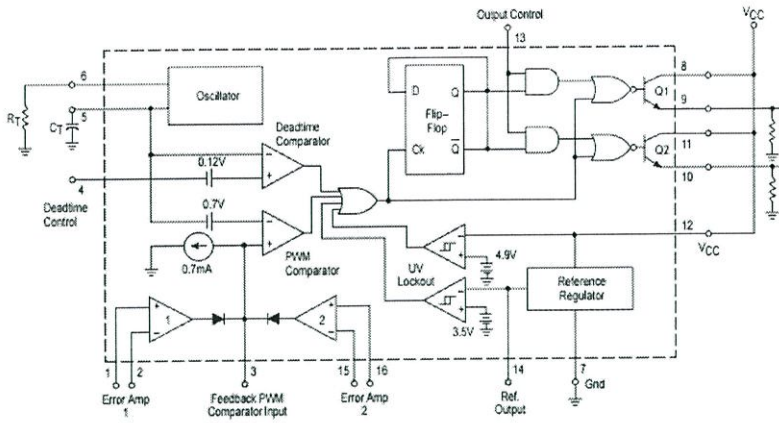 Output Control
VCC
13
6
Oscillator
8
D
Q
Q1
RT
5
CT
Flip-
Flop
9
Deadtime
Comparator
Q
11
0.12V
Ck
Q2
4
10
Deadtime
Control
0.7V
12
VCC
PWM
Comparator
UV
Lockout
4.9V
0.7mA
Reference
Regulator
3.5V
1
2
1
2
3
15
16
14
7
Gnd
Error Amp
1
Feedback PWM
Comparator Input
Error Amp
2
Ref.
Output